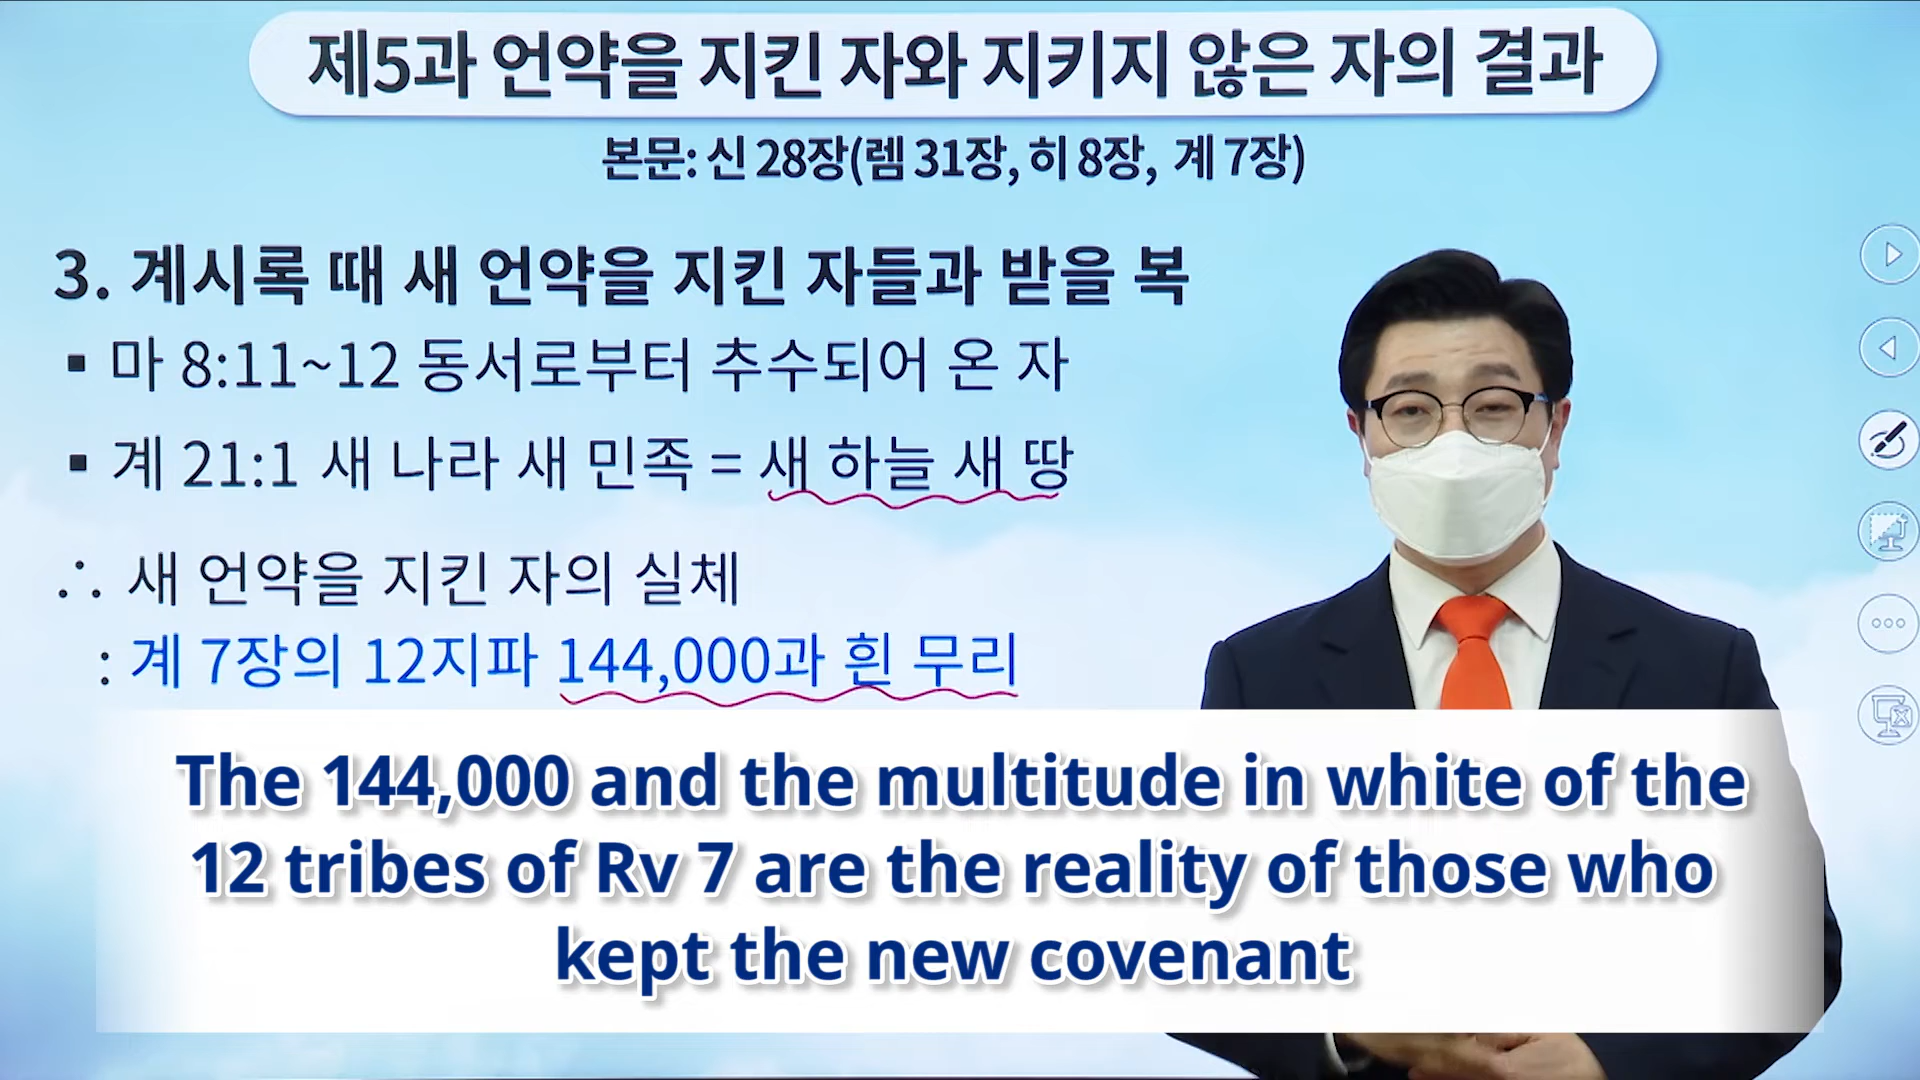 제5과 언약을 지킨 자와 지키지 않은 자의 결과
본문: 신 28장(렘 31장, 히 8장, 계 7장)
3. 계시록 때 새 언약을 지킨 자들과 받을 복
▪ 마 8:11~12 동서로부터 추수되어 온 자
▪ 계 21:1 새 나라 새 민족 = 새 하늘 새 땅
∴ 새 언약을 지킨 자의 실체
: 계 7장의 12지파 144,000과 흰 무리
The 144,000 and the multitude in white of the
12 tribes of Rv 7 are the reality of those who
kept the new covenant